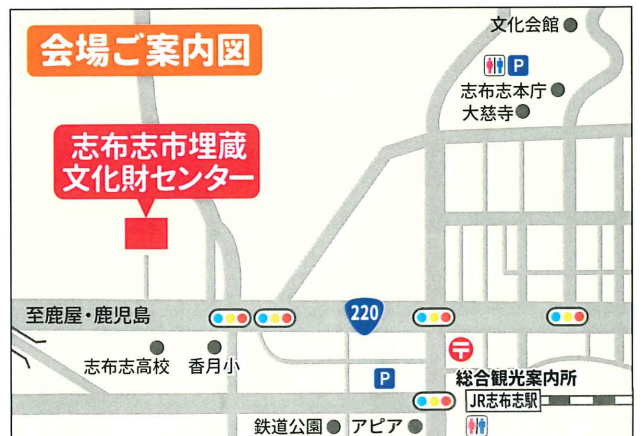 会場ご案内図
文化会館
P
志布志本庁
大慈寺
志布志市埋蔵
文化財センター
至鹿屋・鹿児島
220
志布志高校
香月小
P
総合観光案内所
JR志布志駅
鉄道公園
アピア